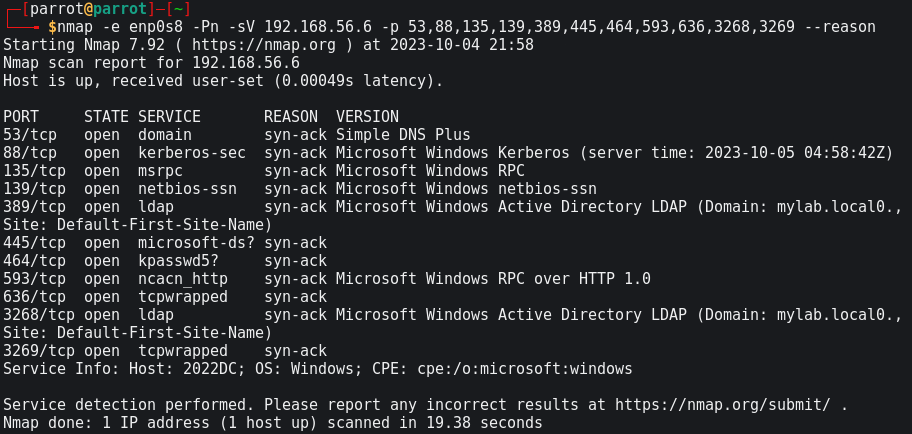 ┌─[parrot@parrot]─[~]
└──╼ $nmap -e enp0s8 -Pn -sV 192.168.56.6 -p 53,88,135,139,389,445,464,593,636,3268,3269 --reason
Starting Nmap 7.92 ( https://nmap.org ) at 2023-10-04 21:58
Nmap scan report for 192.168.56.6
Host is up, received user-set (0.00049s latency).

PORT     STATE SERVICE       REASON  VERSION
53/tcp   open  domain        syn-ack Simple DNS Plus
88/tcp   open  kerberos-sec  syn-ack Microsoft Windows Kerberos (server time: 2023-10-05 04:58:42Z)
135/tcp  open  msrpc         syn-ack Microsoft Windows RPC
139/tcp  open  netbios-ssn   syn-ack Microsoft Windows netbios-ssn
389/tcp  open  ldap          syn-ack Microsoft Windows Active Directory LDAP (Domain: mylab.local0.,
Site: Default-First-Site-Name)
445/tcp  open  microsoft-ds? syn-ack
464/tcp  open  kpasswd5?     syn-ack
593/tcp  open  ncacn_http    syn-ack Microsoft Windows RPC over HTTP 1.0
636/tcp  open  tcpwrapped    syn-ack
3268/tcp open  ldap          syn-ack Microsoft Windows Active Directory LDAP (Domain: mylab.local0.,
Site: Default-First-Site-Name)
3269/tcp open  tcpwrapped    syn-ack
Service Info: Host: 2022DC; OS: Windows; CPE: cpe:/o:microsoft:windows

Service detection performed. Please report any incorrect results at https://nmap.org/submit/ .
Nmap done: 1 IP address (1 host up) scanned in 19.38 seconds